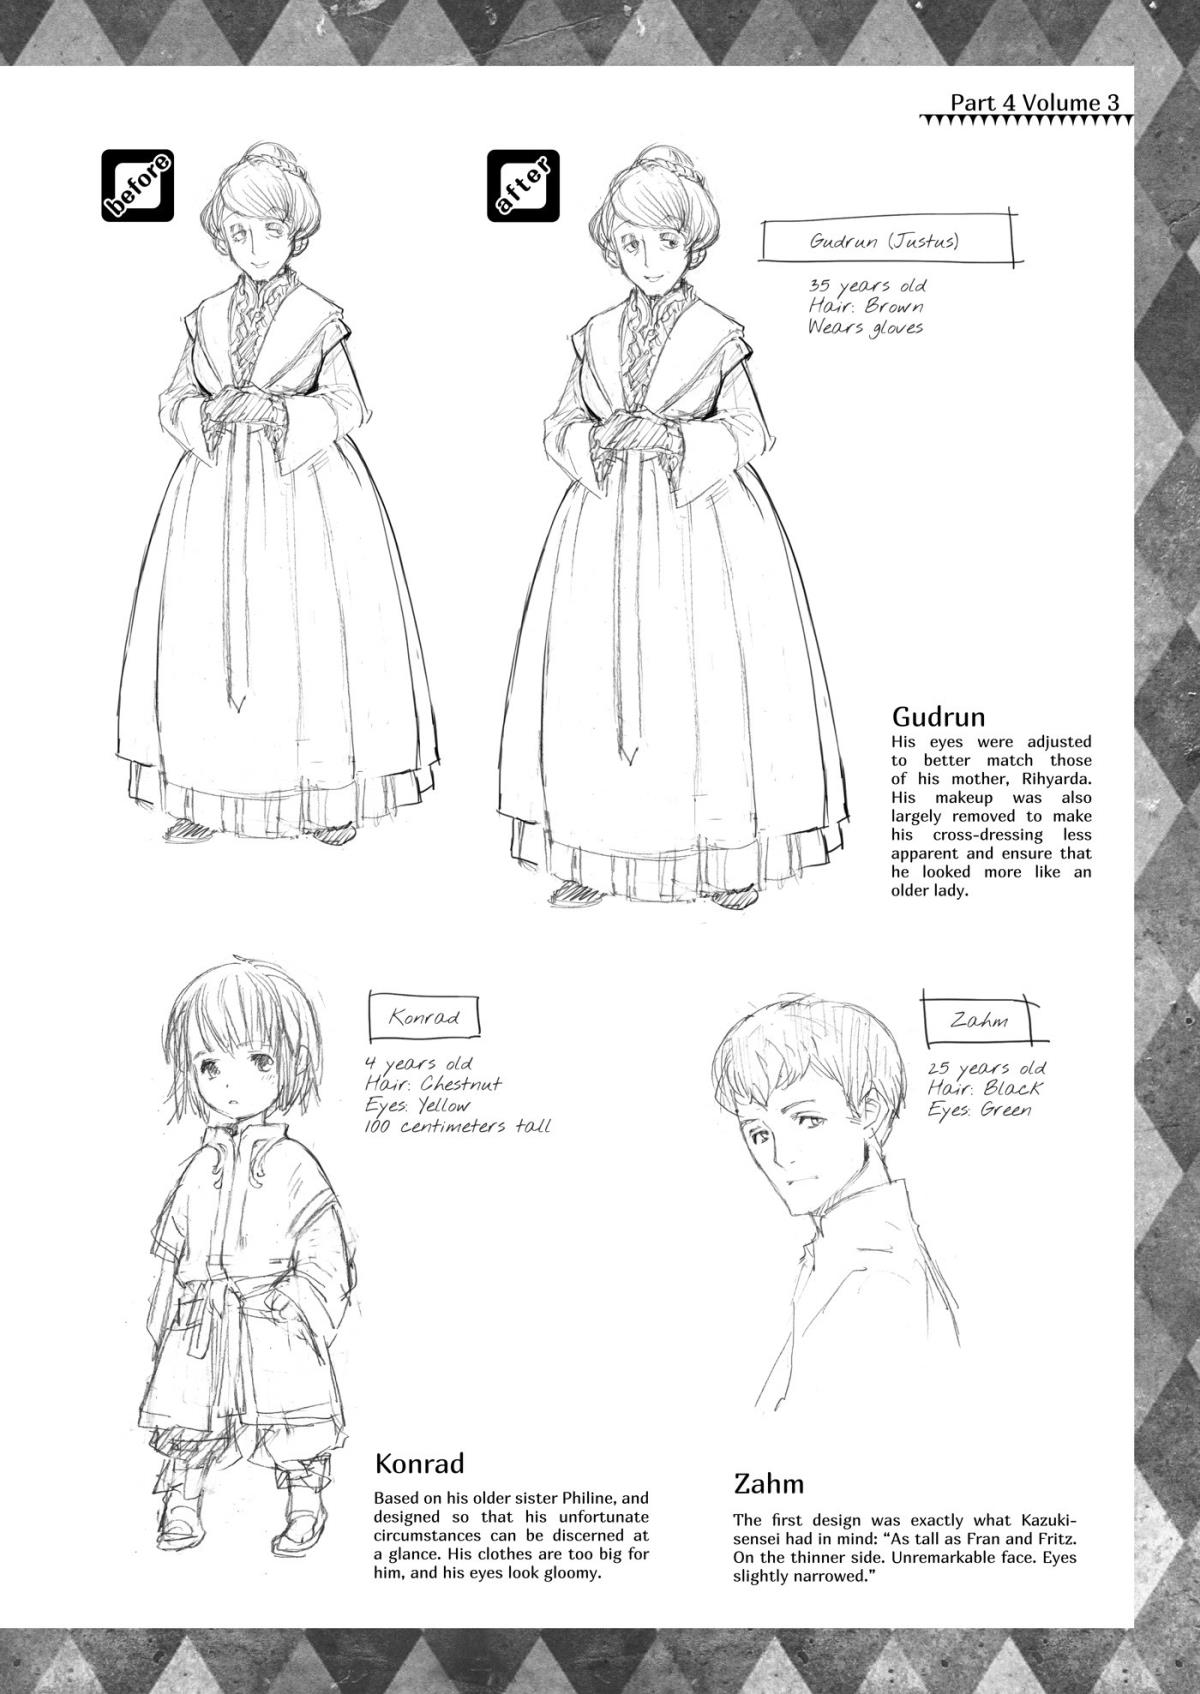 Part 4 Volume 3
before
after
Gudrun (Justus)
35 years old
Hair: Brown
Wears gloves
Gudrun
His eyes were adjusted
to better match those
of his mother, Rihyarda.
His makeup was also
largely removed to make
his cross-dressing less
apparent and ensure that
he looked more like an
older lady.
Konrad
4 years old
Hair: Chestnut
Eyes: Yellow
100 centimeters tall
Zahm
25 years old
Hair: Black
Eyes: Green
Konrad
Based on his older sister Philine, and
designed so that his unfortunate
circumstances can be discerned at
a glance. His clothes are too big for
him, and his eyes look gloomy.
Zahm
The first design was exactly what Kazuki-
sensei had in mind: “As tall as Fran and Fritz.
On the thinner side. Unremarkable face. Eyes
slightly narrowed.”